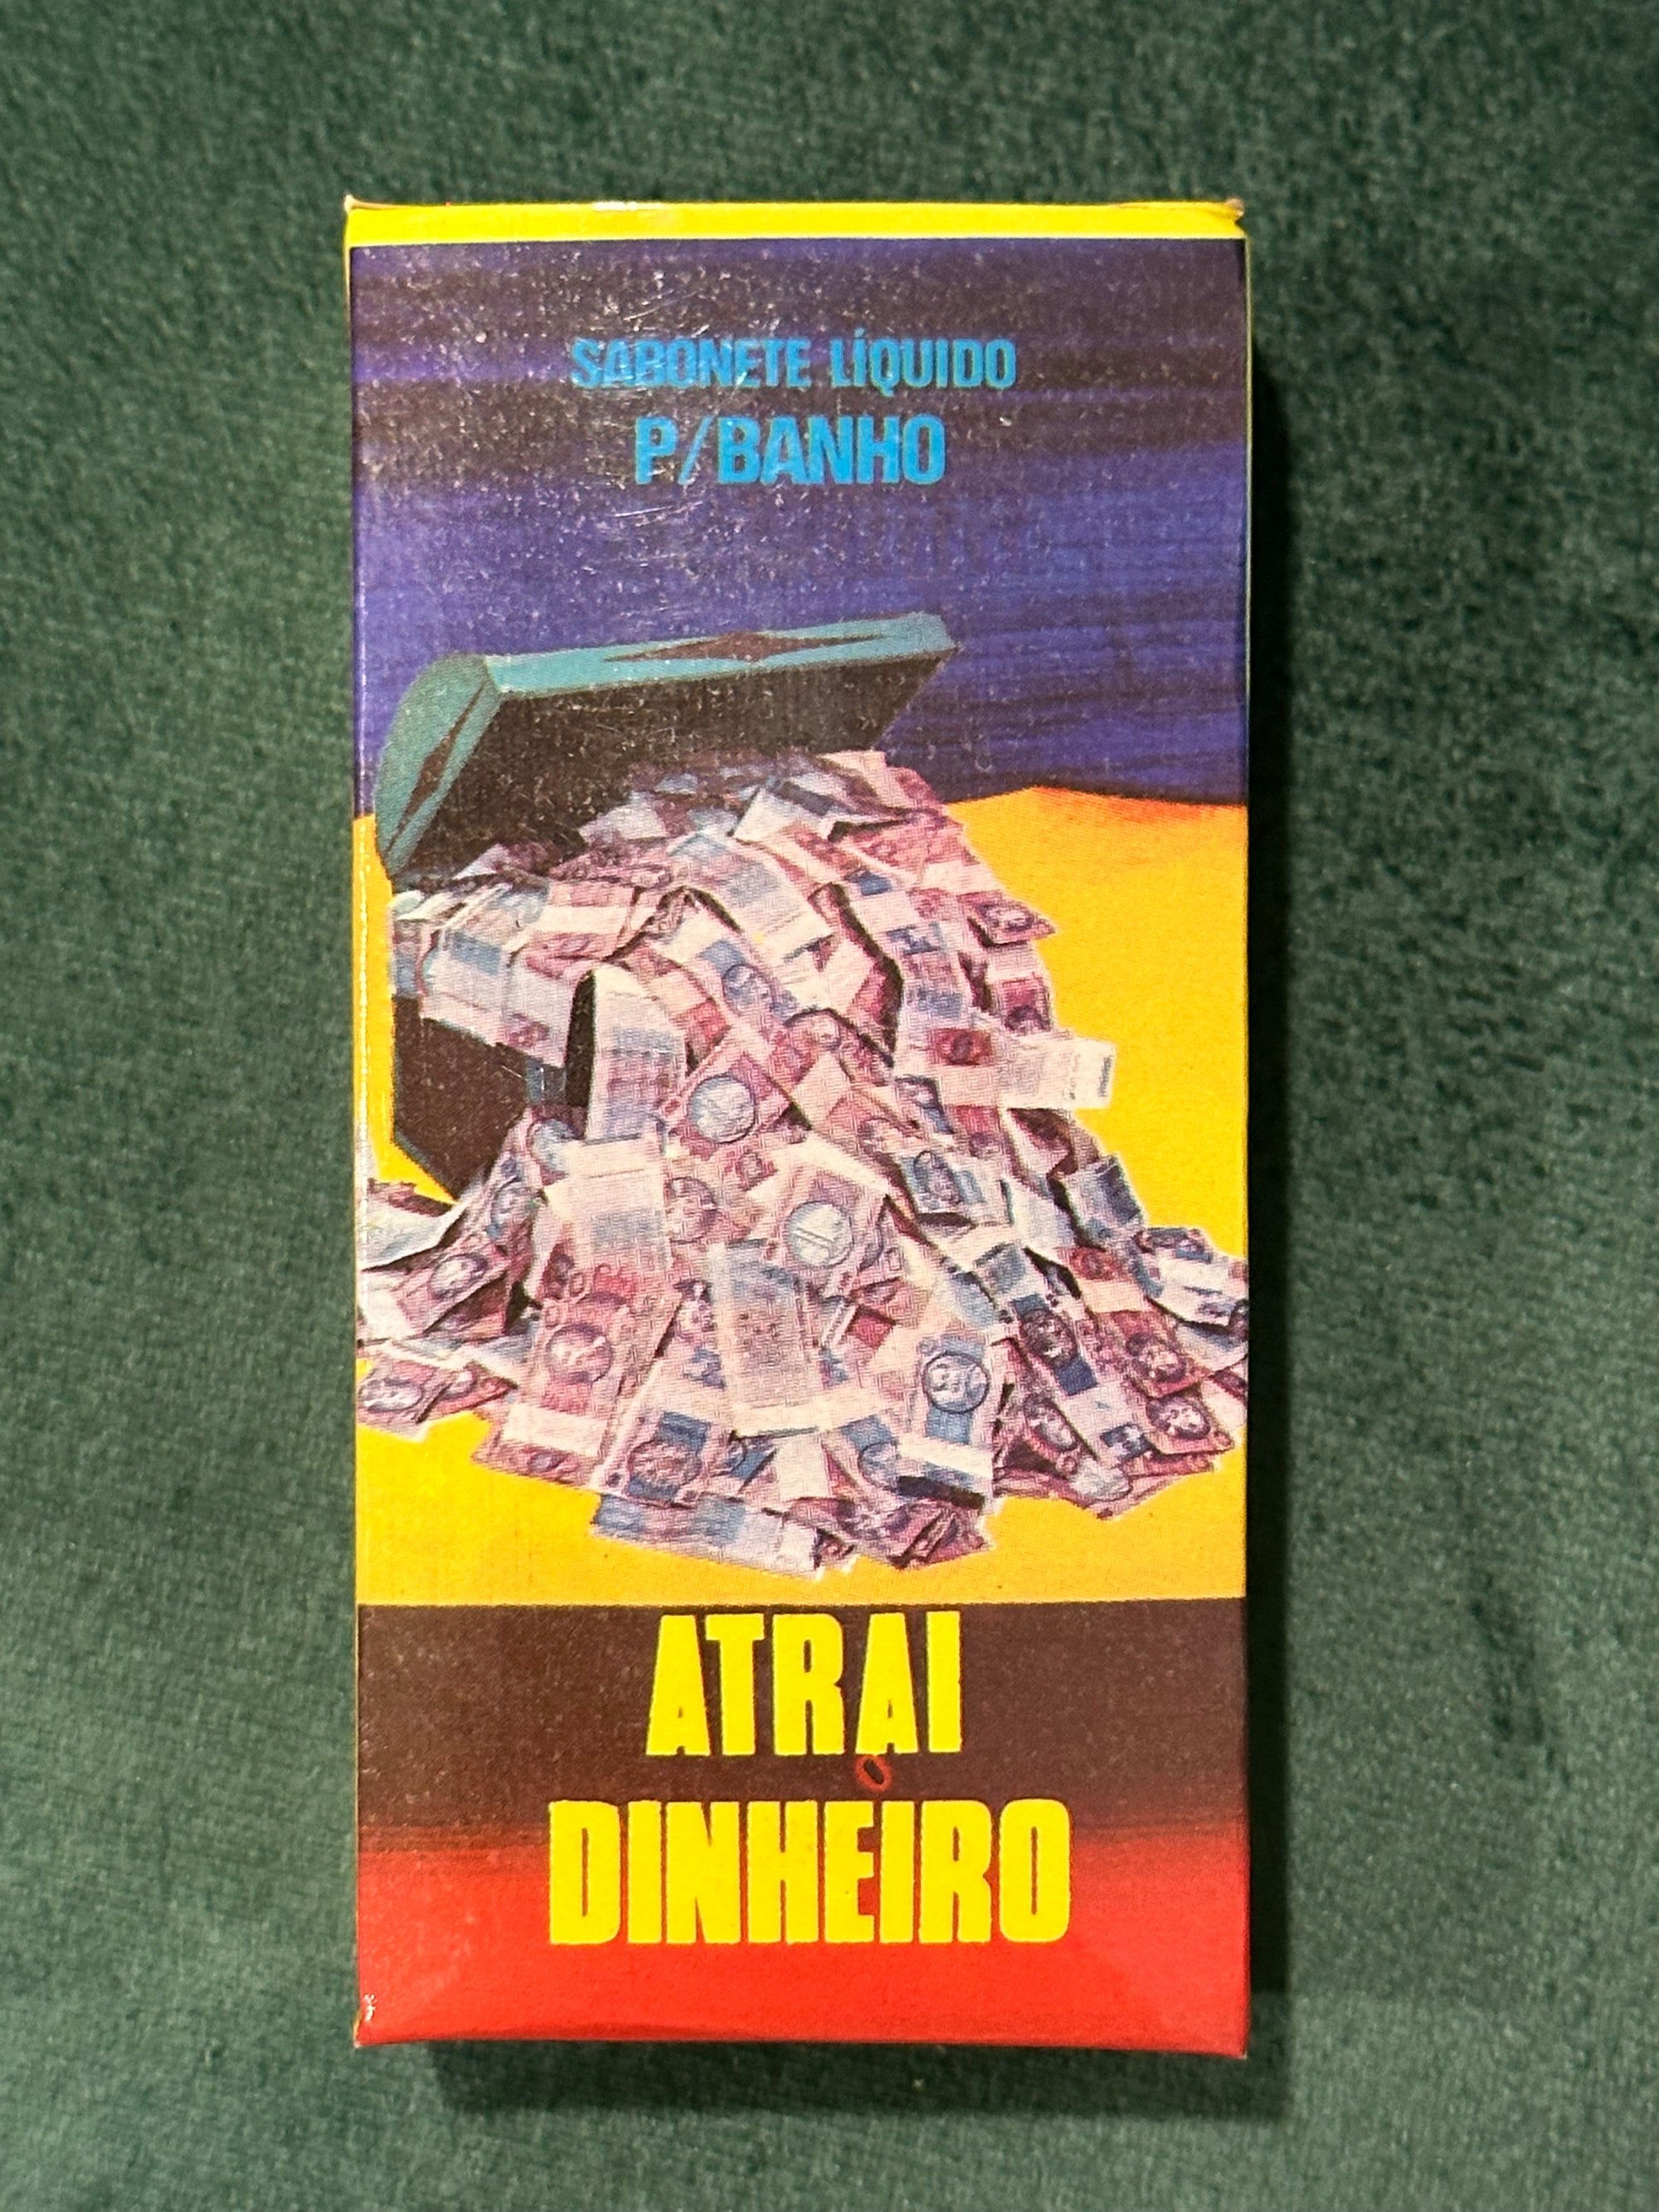 SABONETE LÍQUIDO
P/BANHO
ATRAI
DINHEIRO